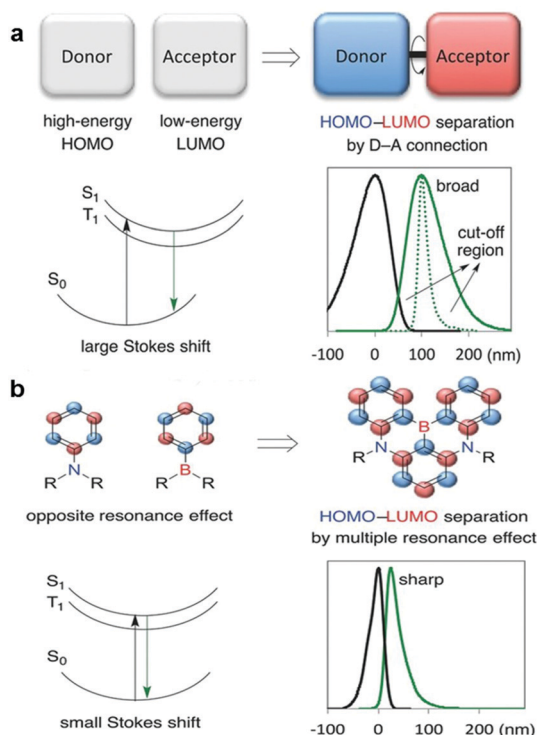 a
Donor
Acceptor
Donor
Acceptor
high-energy
HOMO
low-energy
LUMO
HOMO–LUMO separation
by D–A connection
S1
T1
S0
large Stokes shift
broad
cut-off
region
-100 0 100 200 (nm)
b
N
R R
B
R R
opposite resonance effect
B
N N
R R
HOMO–LUMO separation
by multiple resonance effect
S1
T1
S0
small Stokes shift
sharp
-100 0 100 200 (nm)